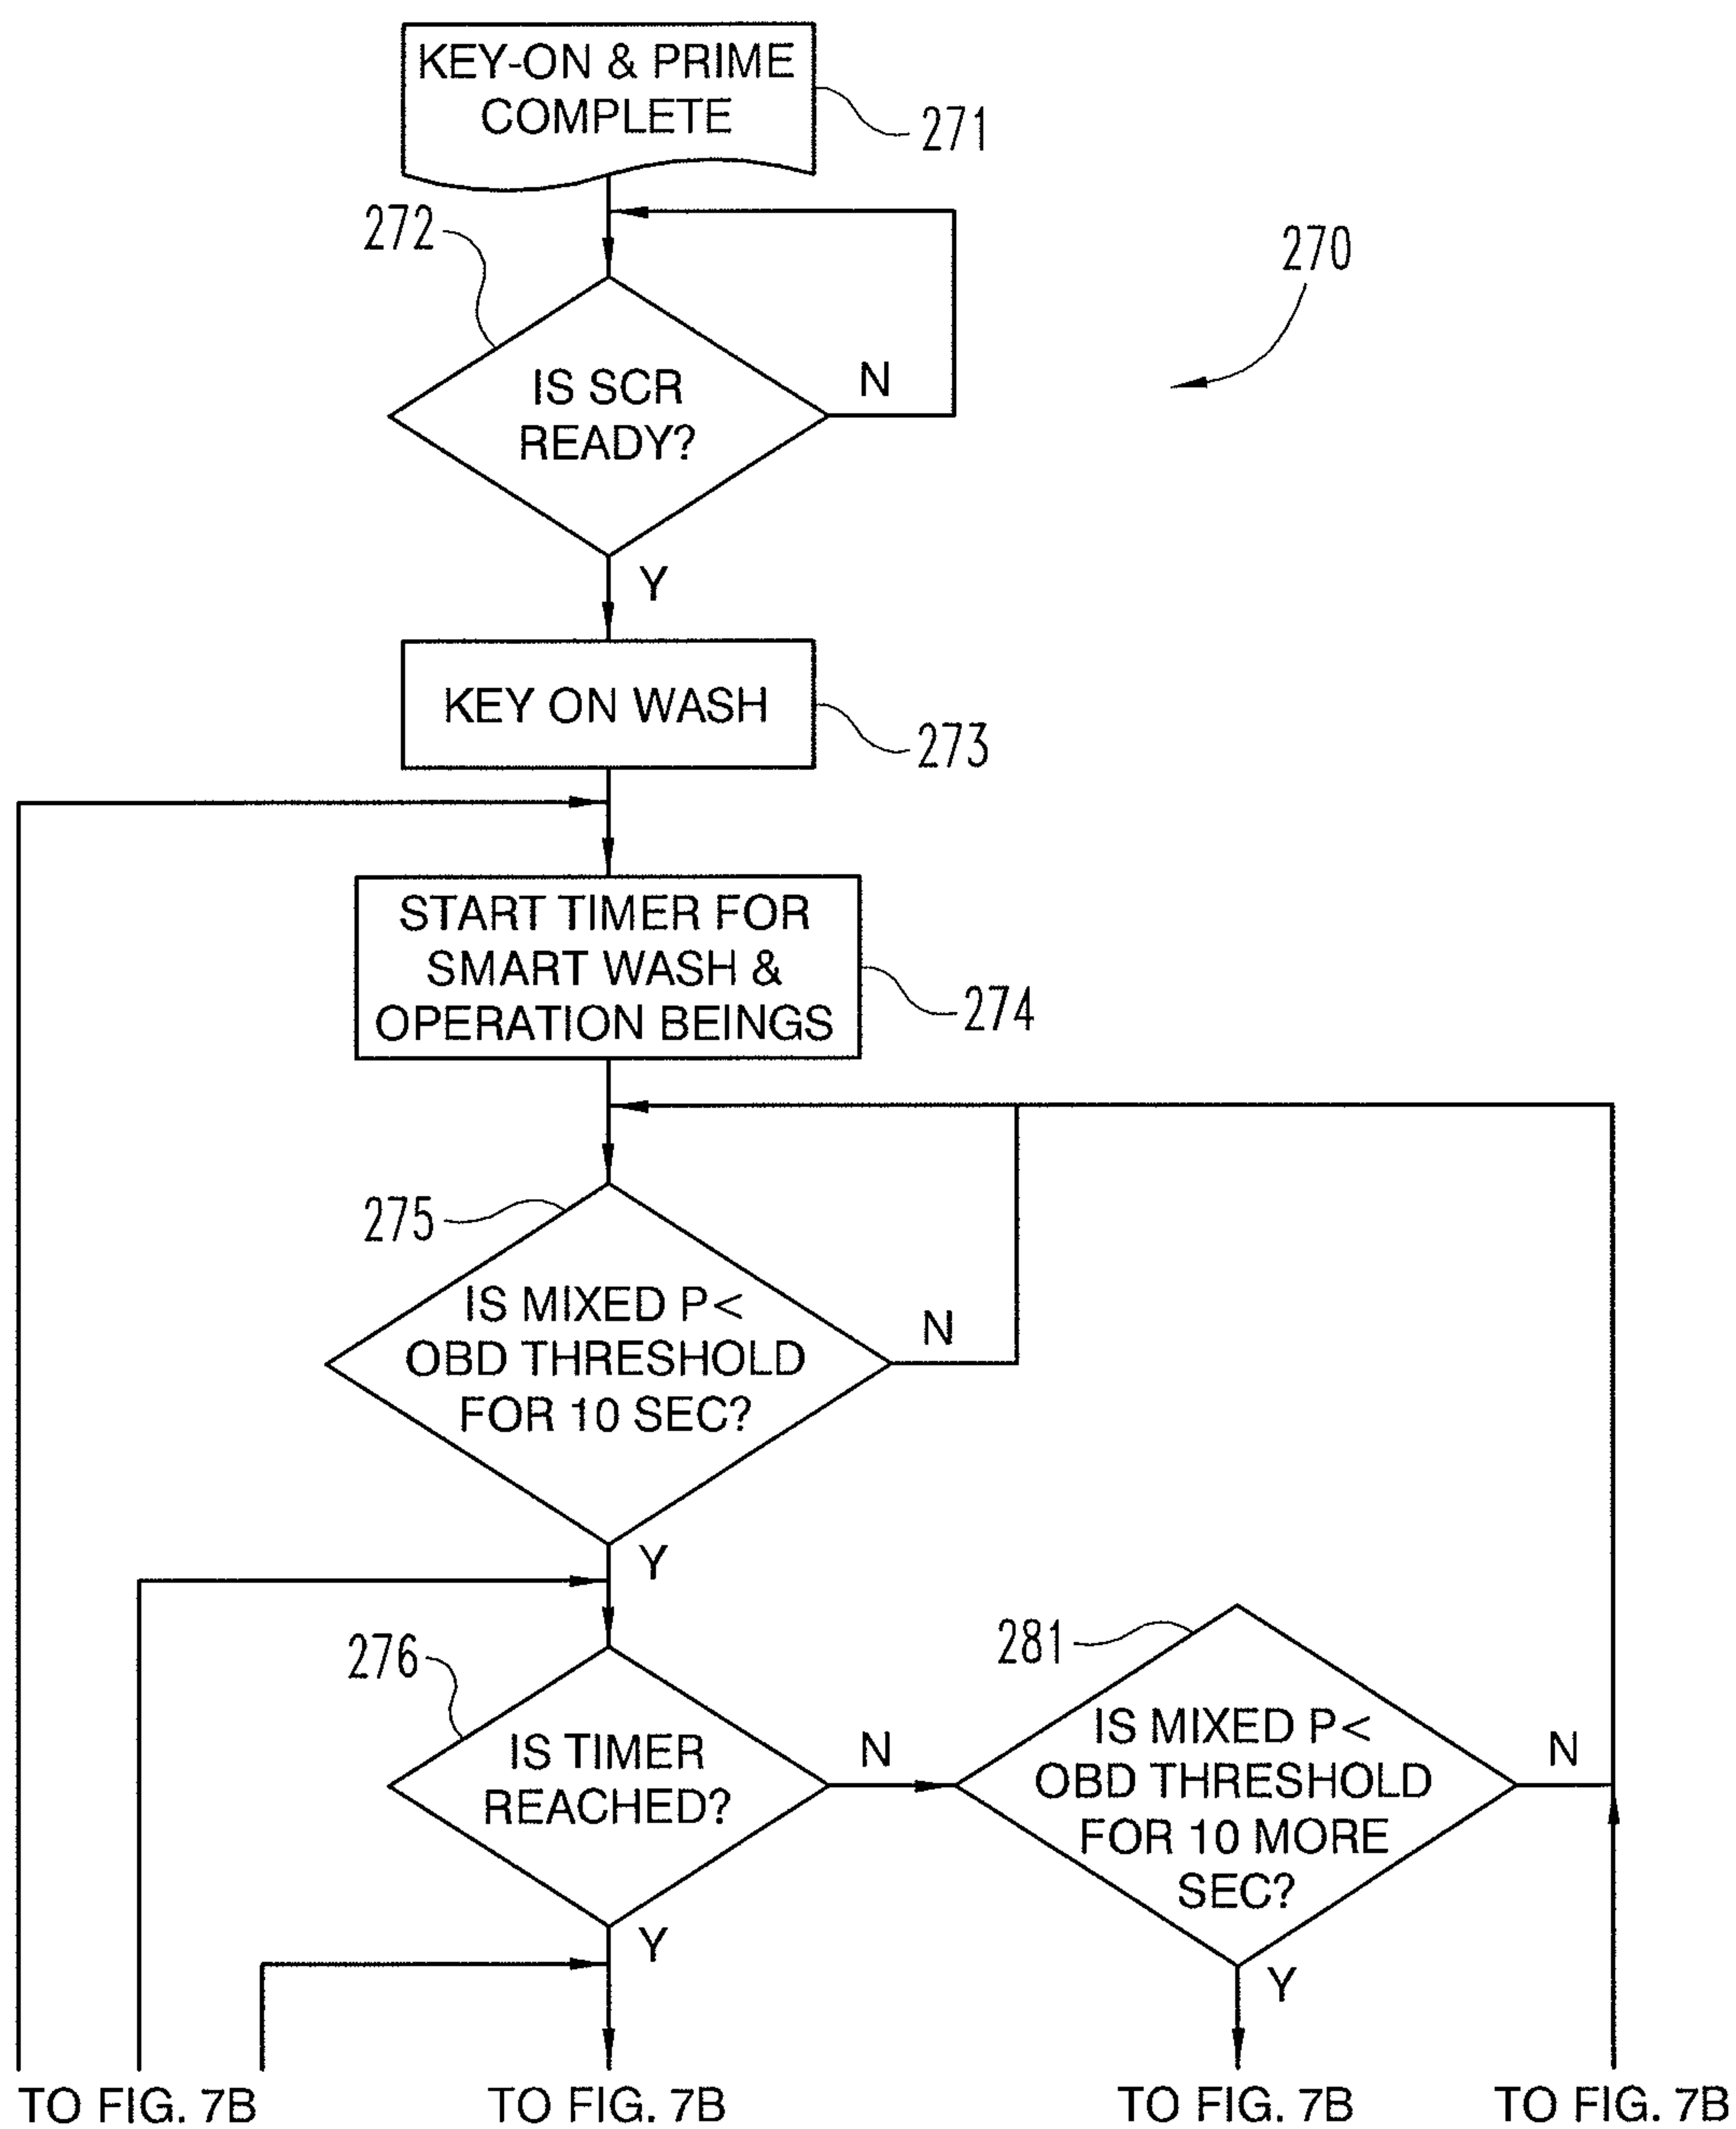 KEY-ON & PRIME
COMPLETE
271
272
270
IS SCR
READY?
N
Y
KEY ON WASH
273
START TIMER FOR
SMART WASH &
OPERATION BEINGS
274
275
IS MIXED P<
OBD THRESHOLD
FOR 10 SEC?
N
Y
276
IS TIMER
REACHED?
N
Y
281
IS MIXED P<
OBD THRESHOLD
FOR 10 MORE
SEC?
N
Y
TO FIG. 7B
TO FIG. 7B
TO FIG. 7B
TO FIG. 7B